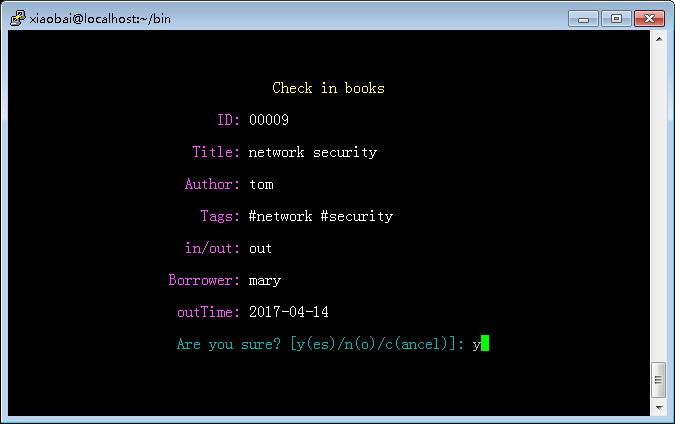 xiaobai@localhost:~/bin
Check in books
ID: 00009
Title: network security
Author: tom
Tags: #network #security
in/out: out
Borrower: mary
outTime: 2017-04-14
Are you sure? [y(es)/n(o)/c(ancel)]: y